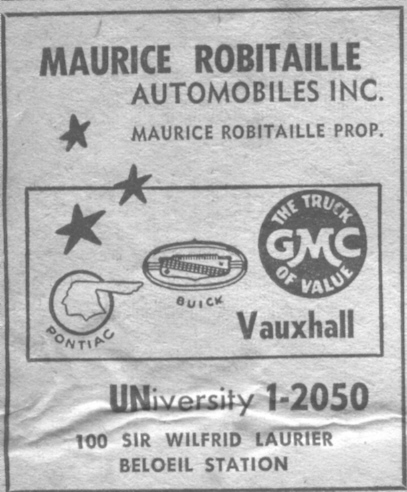 MAURICE ROBITAILLE
AUTOMOBILES INC.
MAURICE ROBITAILLE PROP.
THE TRUCK
GMC
OF VALUE
BUICK
PONTIAC
Vauxhall
UNiversity 1-2050
100 SIR WILFRID LAURIER
BELOEIL STATION